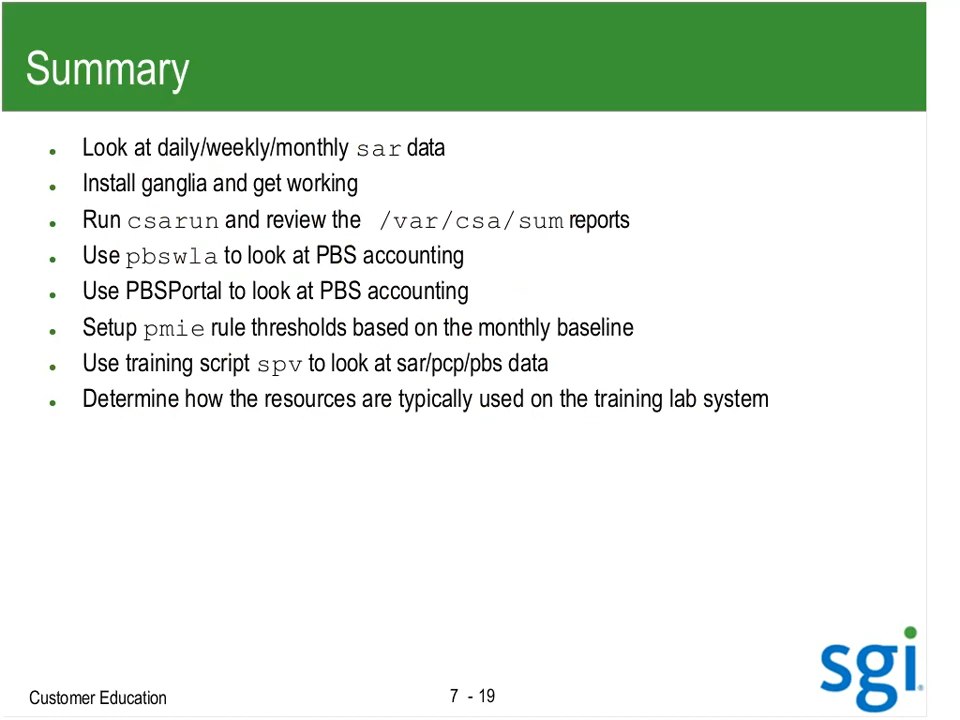 Summary
Look at daily/weekly/monthly sar data
Install ganglia and get working
Run csarun and review the /var/csa/sum reports
Use pbswla to look at PBS accounting
Use PBSPortal to look at PBS accounting
Setup pmie rule thresholds based on the monthly baseline
Use training script spv to look at sar/pcp/pbs data
Determine how the resources are typically used on the training lab system
sgi
Customer Education
7 - 19